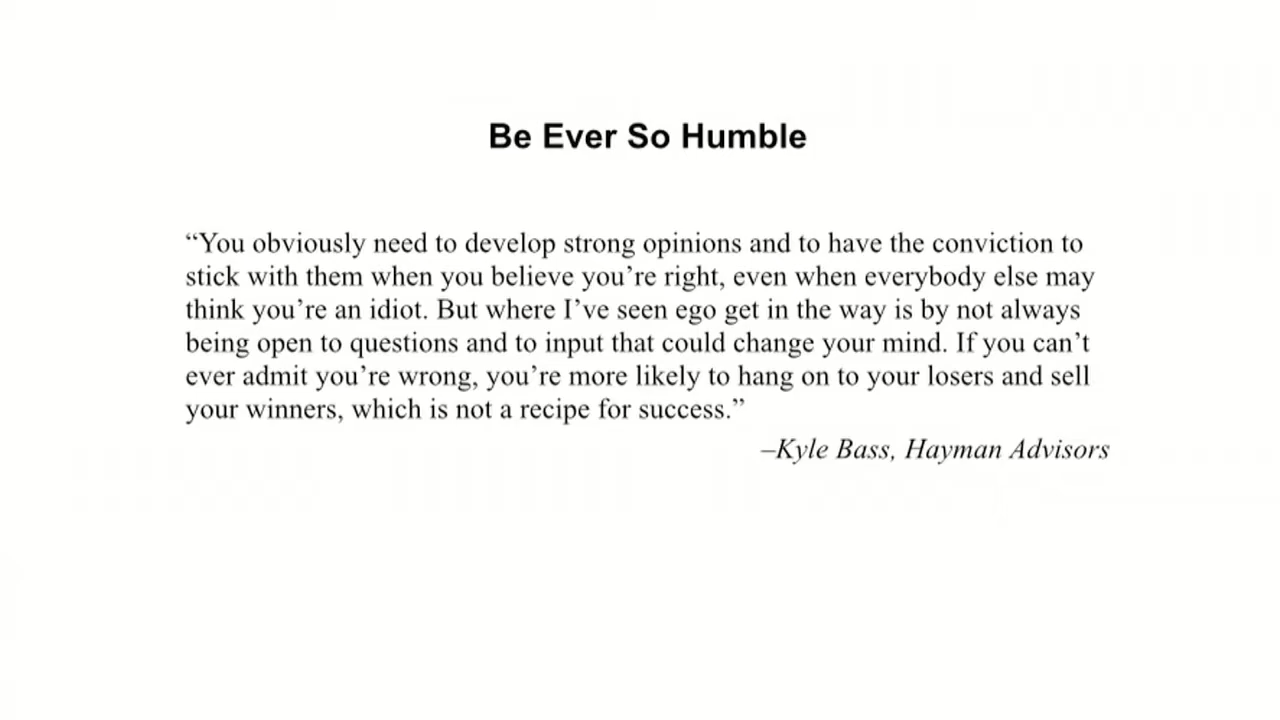 Be Ever So Humble
“You obviously need to develop strong opinions and to have the conviction to
stick with them when you believe you’re right, even when everybody else may
think you’re an idiot. But where I’ve seen ego get in the way is by not always
being open to questions and to input that could change your mind. If you can’t
ever admit you’re wrong, you’re more likely to hang on to your losers and sell
your winners, which is not a recipe for success.”
–Kyle Bass, Hayman Advisors